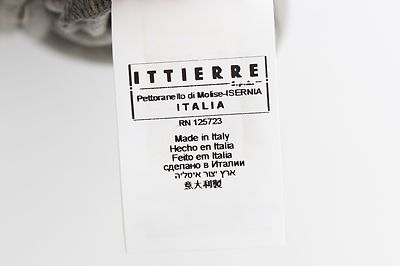 ITTIERRE
Pettoranello di Molise-ISERNIA
ITALIA
RN 125723
Made in Italy
Hecho en Italia
Feito em Italia
сделано в Италии
ארץ יצור איטליה
意大利製